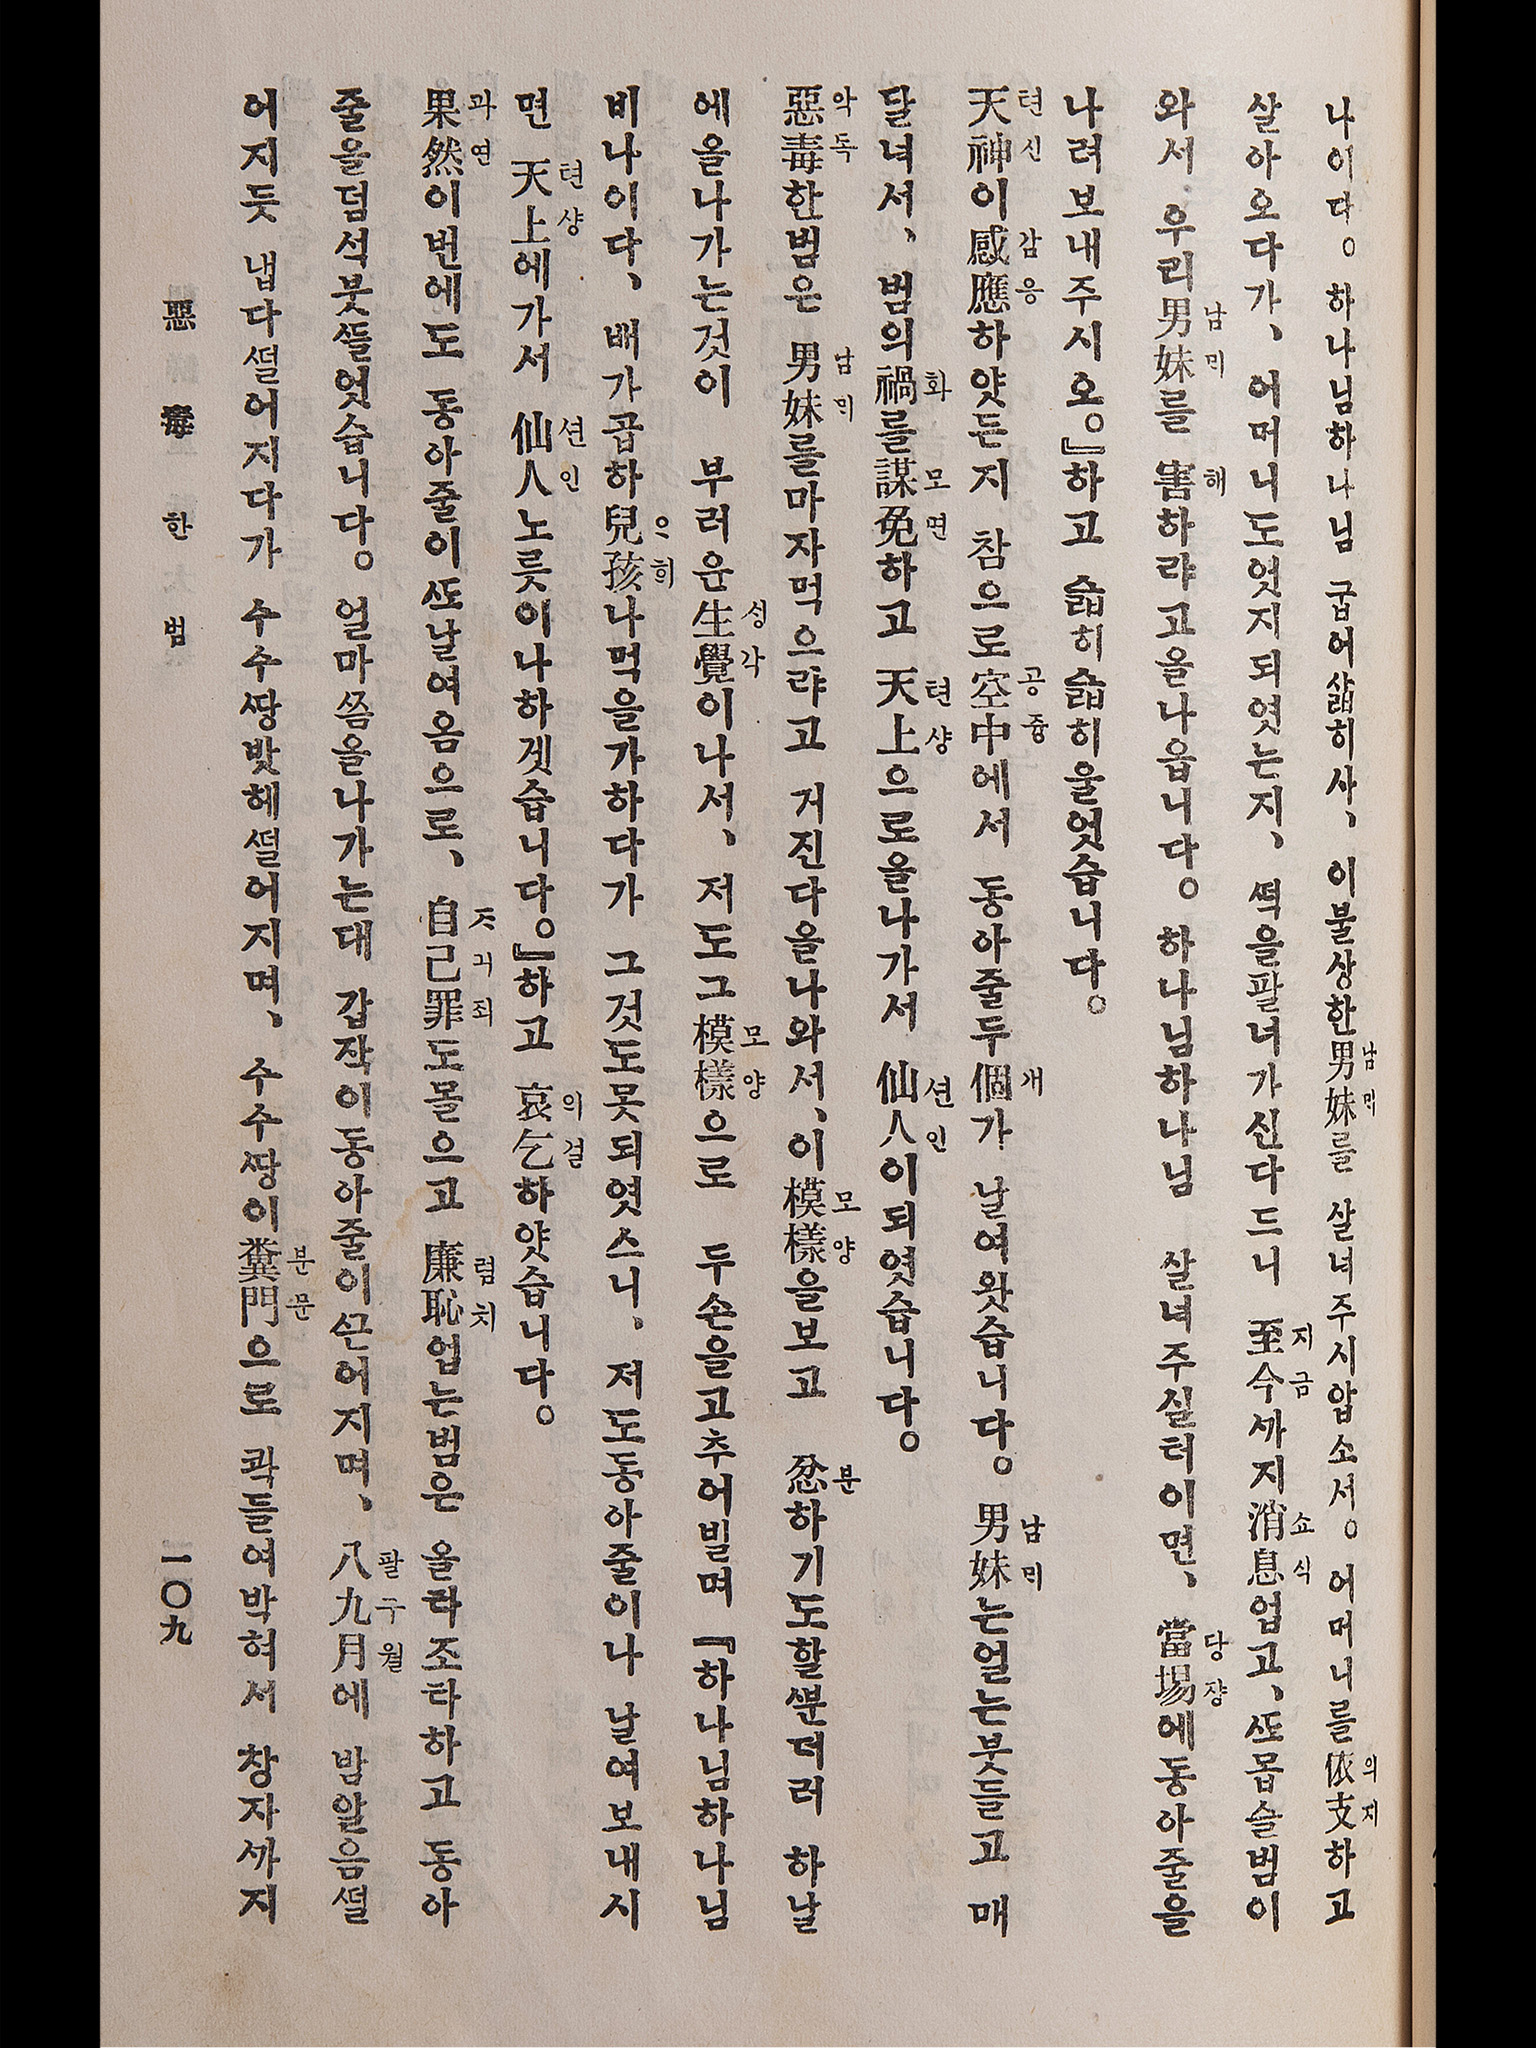 나이다。하나님하나님 굽어삷히사、이불상한男妹를 살녀주시압소서。어머니를依支하고
살아오다가、어머니도엇지되엿는지、떡을팔녀가신다드니 至今까지消息업고、또몹슬범이
와서 우리男妹를 害하랴고올나옵니다。하나님하나님 살녀주실터이면、當場에동아줄을
나려보내주시오。』하고 슯히슯히울엇습니다。
天神이感應하얏든지 참으로空中에서 동아줄두個가 날여왓습니다。男妹는얼는붓들고 매
달녀서、범의禍를謀免하고 天上으로올나가서 仙人이되엿습니다。
惡毒한범은 男妹를마자먹으랴고 거진다올나와서、이模樣을보고 忿하기도할뿐더러 하날
에올나가는것이 부러운生覺이나서、저도그模樣으로 두손을고추어빌며『하나님하나님
비나이다、배가곱하兒孩나먹을가하다가 그것도못되엿스니、저도동아줄이나 날여보내시
면 天上에가서 仙人노릇이나하겟습니다。』하고 哀乞하얏습니다。
果然이번에도 동아줄이또날여옴으로、自己罪도몰으고 廉恥업는범은 올라조라하고 동아
줄을덤석붓들엇습니다。얼마쯤올나가는대 갑작이동아줄이끈어지며、八九月에 밤알음떨
어지듯 냅다떨어지다가 수수깡밧헤떨어지며、수수깡이糞門으로 콱들여박혀서 창자까지
惡毒한범 一〇九